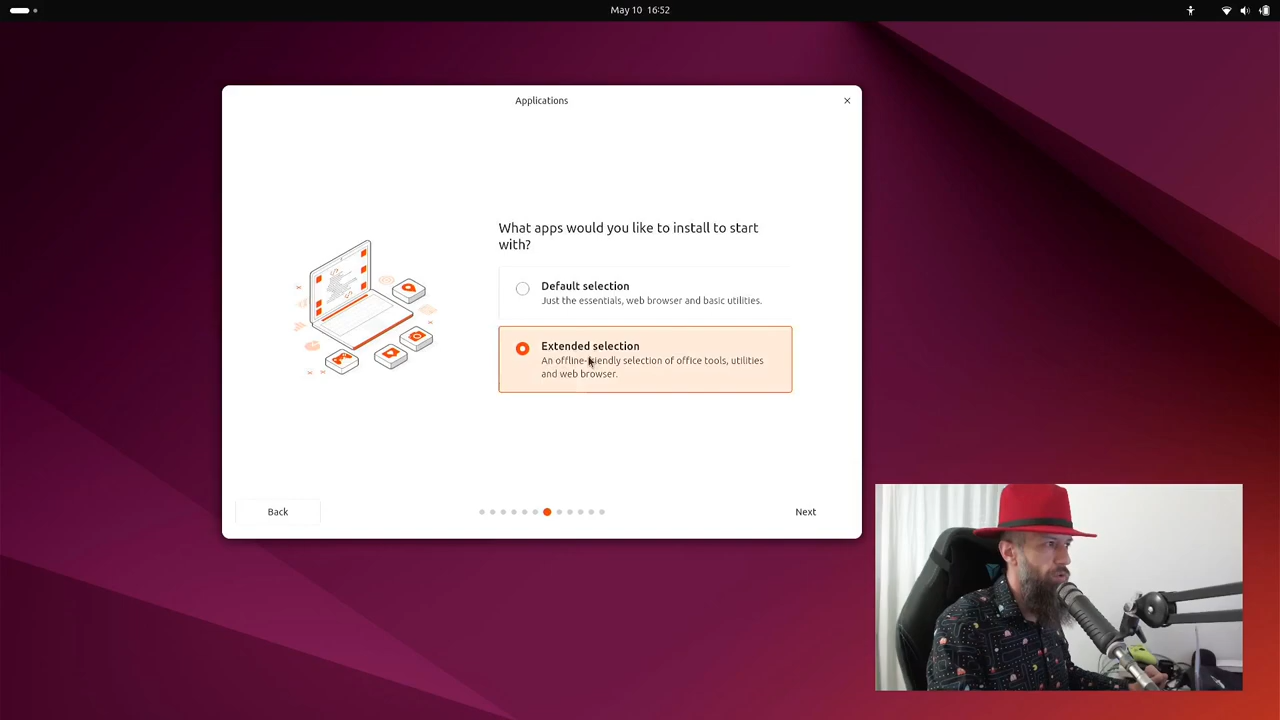 May 10 16:52
Applications
What apps would you like to install to start
with?
Default selection
Just the essentials, web browser and basic utilities.
Extended selection
An offline-friendly selection of office tools, utilities
and web browser.
Back
Next